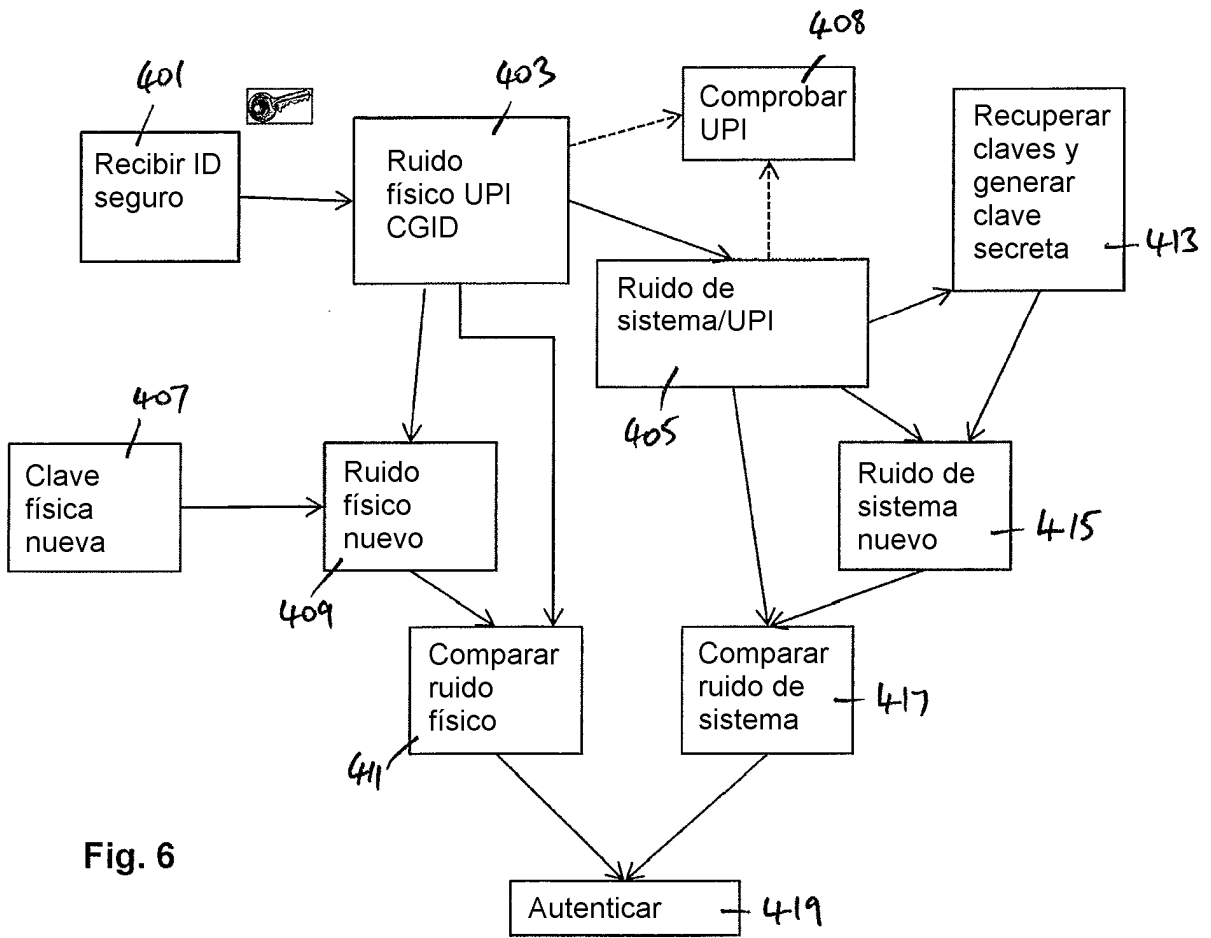 408
401
403
Comprobar
UPI
Recibir ID
seguro
Ruido
físico UPI
CGID
Recuperar
claves y
generar
clave
secreta
413
Ruido de
sistema/UPI
405
407
Clave
física
nueva
Ruido
físico
nuevo
409
Ruido de
sistema
nuevo
415
Comparar
ruido
físico
411
Comparar
ruido de
sistema
417
Fig. 6
Autenticar
419